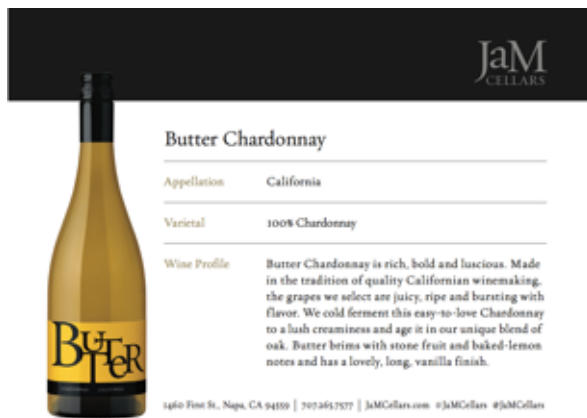 JaM
CELLARS
Butter Chardonnay
Appellation California
Varietal 100% Chardonnay
Wine Profile Butter Chardonnay is rich, bold and luscious. Made
in the tradition of quality Californian winemaking,
the grapes we select are juicy, ripe and bursting with
flavor. We cold ferment this easy-to-love Chardonnay
to a lush creaminess and age it in our unique blend of
oak. Butter brims with stone fruit and baked-lemon
notes and has a lovely, long, vanilla finish.
BUTTER
1460 First St., Napa, CA 94559 | 707.265.7577 | JaMCellars.com @JaMCellars #JaMCellars